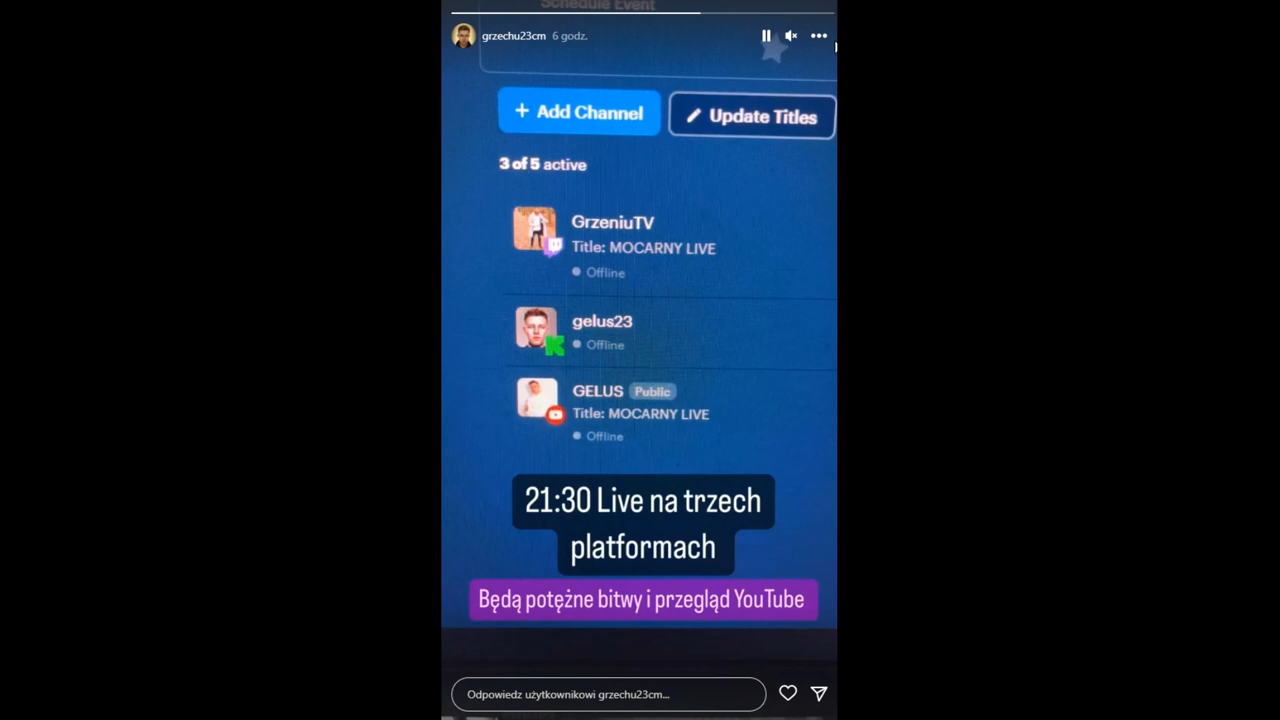 Schedule Event
grzechu23cm 6 godz.
+ Add Channel
Update Titles
3 of 5 active
GrzeniuTV
Title: MOCARNY LIVE
Offline
gelus23
Offline
GELUS Public
Title: MOCARNY LIVE
Offline
21:30 Live na trzech
platformach
Będą potężne bitwy i przegląd YouTube
Odpowiedz użytkownikowi grzechu23cm...